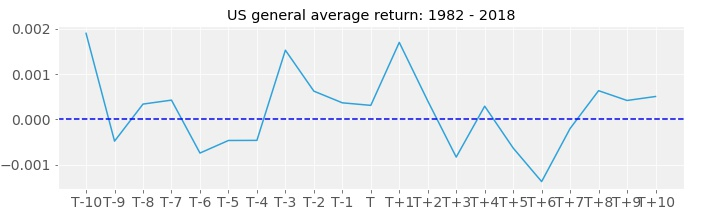 US general average return: 1982 - 2018
0.002
0.001
0.000
−0.001
T-10 T-9 T-8 T-7 T-6 T-5 T-4 T-3 T-2 T-1 T T+1 T+2 T+3 T+4 T+5 T+6 T+7 T+8 T+9 T+10